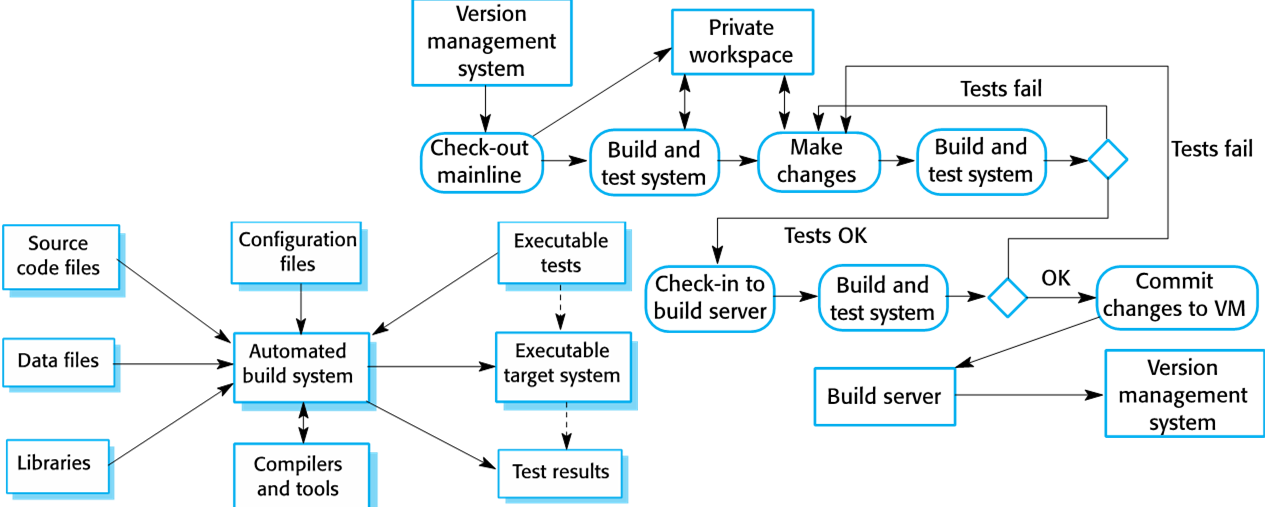 Version
management
system
Private
workspace
Tests fail
Check-out
mainline
Build and
test system
Make
changes
Build and
test system
Tests fail
Tests OK
Check-in to
build server
Build and
test system
OK
Commit
changes to VM
Build server
Version
management
system
Source
code files
Configuration
files
Executable
tests
Data files
Automated
build system
Executable
target system
Libraries
Compilers
and tools
Test results